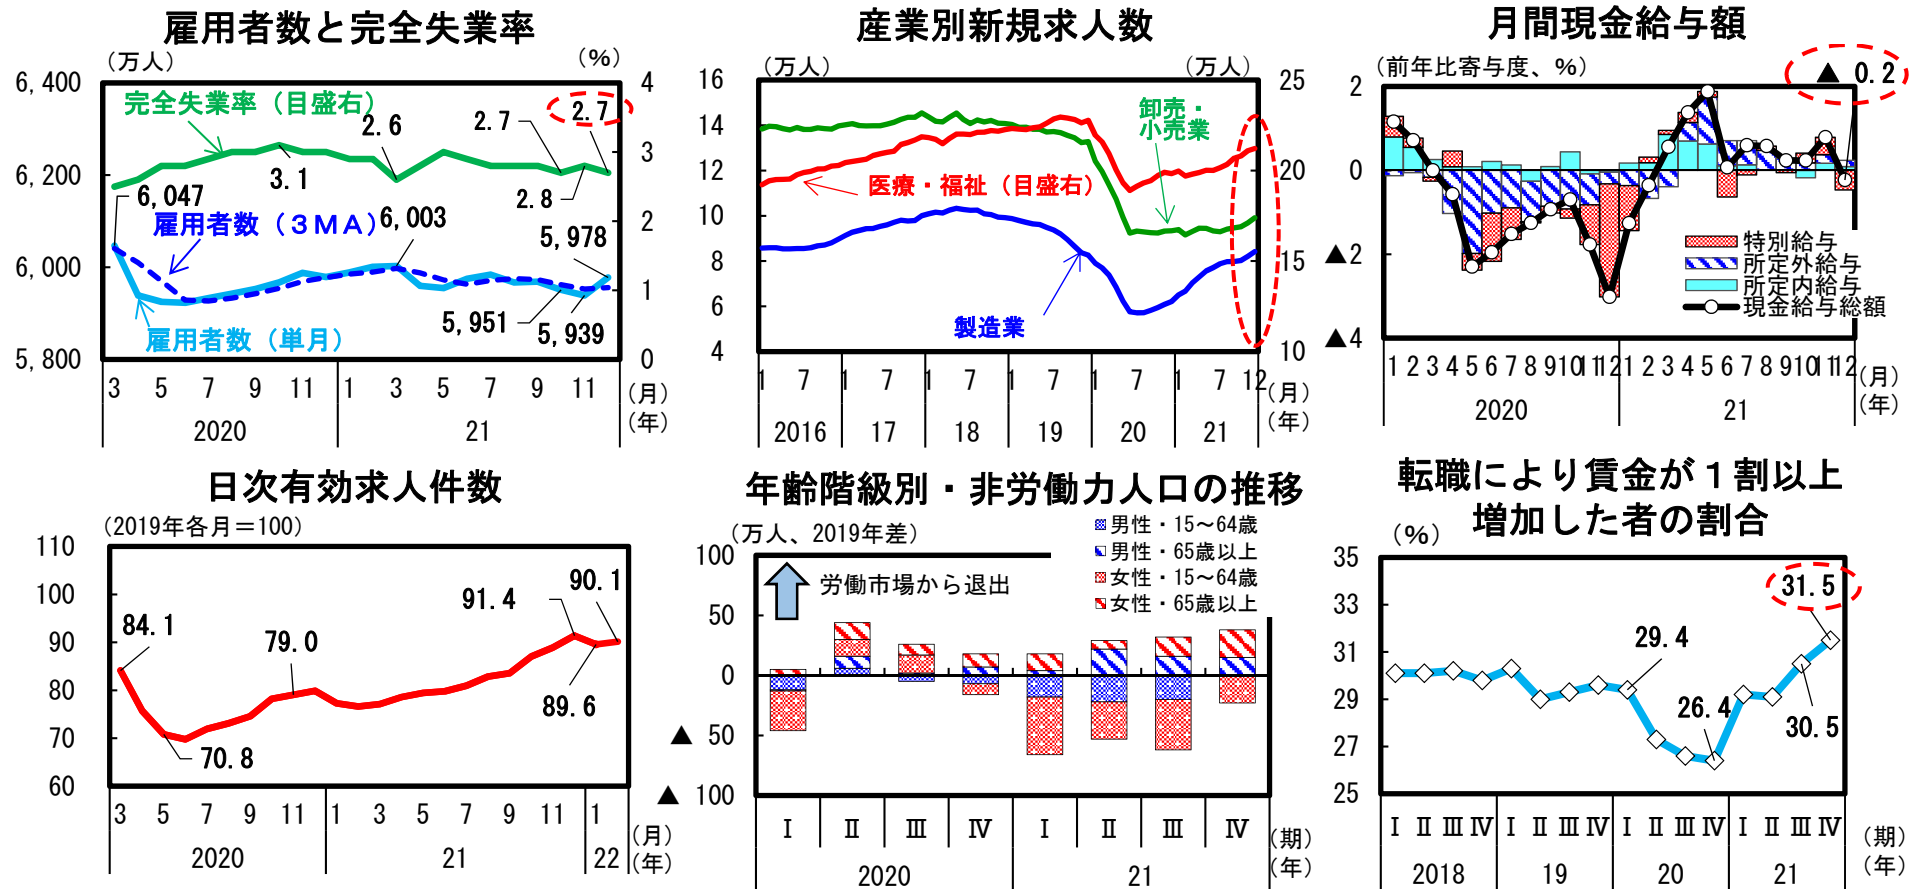 雇用者数と完全失業率
（万人）
（％）
6,400
6,200
6,000
5,800
4
3
2
1
0
完全失業率（目盛右）
2.7
2.6
2.7
3.1
2.8
6,047
雇用者数（３ＭＡ）
6,003
5,978
5,951
5,939
雇用者数（単月）
3 5 7 9 11 1 3 5 7 9 11 （月）
2020 21 （年）
産業別新規求人数
（万人）
（万人）
16
14
12
10
8
6
4
25
20
15
10
卸売・
小売業
医療・福祉（目盛右）
製造業
1 7 1 7 1 7 1 7 1 7 1 7 12
（月）
2016 17 18 19 20 21 （年）
月間現金給与額
（前年比寄与度、％）
▲ 0.2
2
0
▲2
▲4
特別給与
所定外給与
所定内給与
現金給与総額
1 2 3 4 5 6 7 8 9 10 11 12 1 2 3 4 5 6 7 8 9 10 11 12
（月）
2020 21 （年）
日次有効求人件数
（2019年各月＝100）
110
100
90
80
70
60
84.1
70.8
79.0
91.4
90.1
89.6
3 5 7 9 11 1 3 5 7 9 11 1
（月）
2020 21 22 （年）
年齢階級別・非労働力人口の推移
（万人、2019年差）
男性・15～64歳
男性・65歳以上
女性・15～64歳
女性・65歳以上
労働市場から退出
100
50
0
▲ 50
▲ 100
Ⅰ Ⅱ Ⅲ Ⅳ Ⅰ Ⅱ Ⅲ Ⅳ （期）
2020 21 （年）
転職により賃金が１割以上
増加した者の割合
（％）
35
33
31
29
27
25
31.5
29.4
26.4
30.5
Ⅰ Ⅱ Ⅲ Ⅳ Ⅰ Ⅱ Ⅲ Ⅳ Ⅰ Ⅱ Ⅲ Ⅳ Ⅰ Ⅱ Ⅲ Ⅳ （期）
2018 19 20 21 （年）